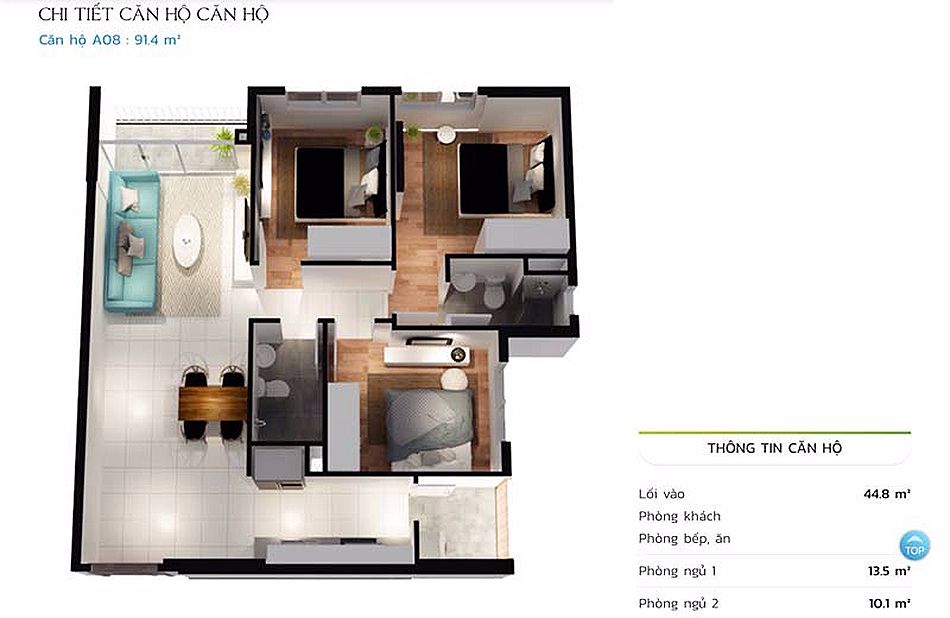 CHI TIẾT CĂN HỘ CĂN HỘ
Căn hộ A08 : 91.4 m²
THÔNG TIN CĂN HỘ
Lối vào 44.8 m²
Phòng khách
Phòng bếp, ăn
TOP
Phòng ngủ 1 13.5 m²
Phòng ngủ 2 10.1 m²